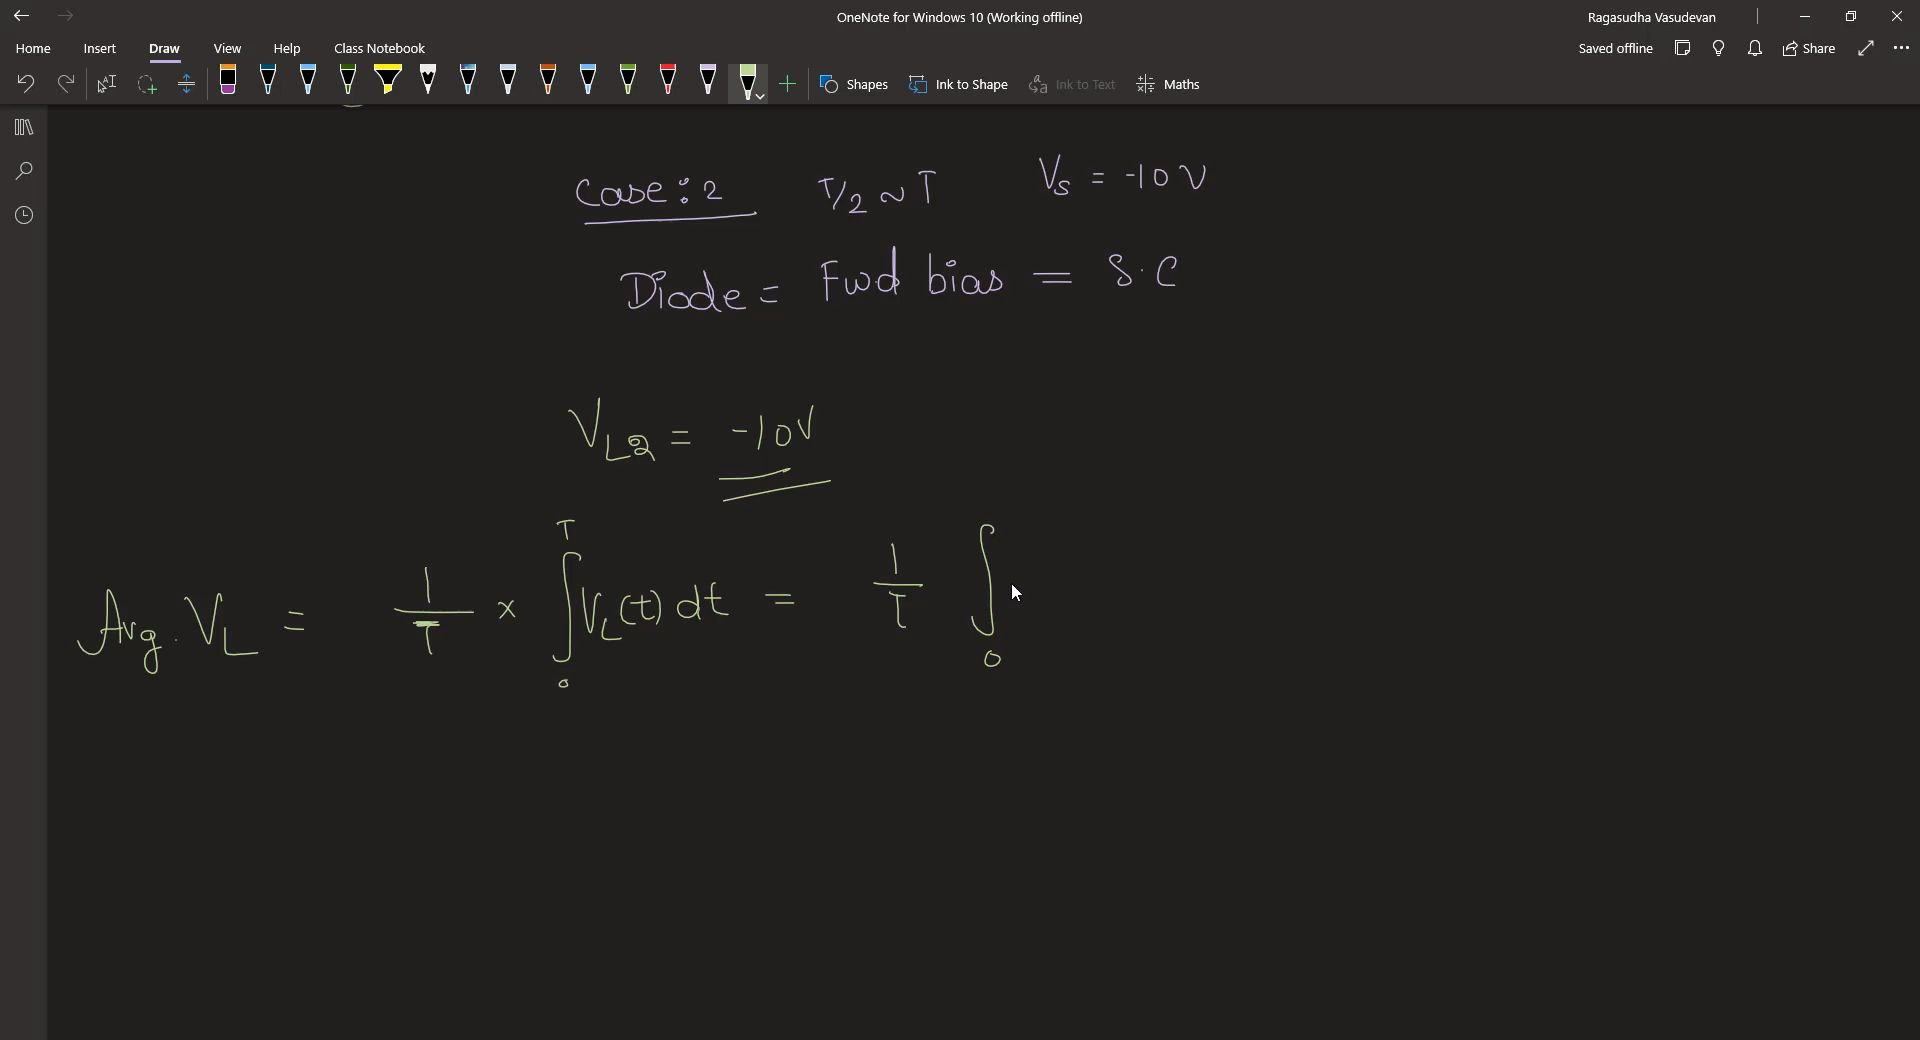 OneNote for Windows 10 (Working offline)
Ragasudha Vasudevan
Home Insert Draw View Help Class Notebook
Saved offline Share
Shapes Ink to Shape Ink to Text Maths
Case : 2 T/2 ~ T Vs = -10 V
Diode = Fwd bias = S.C
VL2 = -10V
Avg. VL = 1/T x ∫₀ᵀ VL(t) dt = 1/T ∫₀